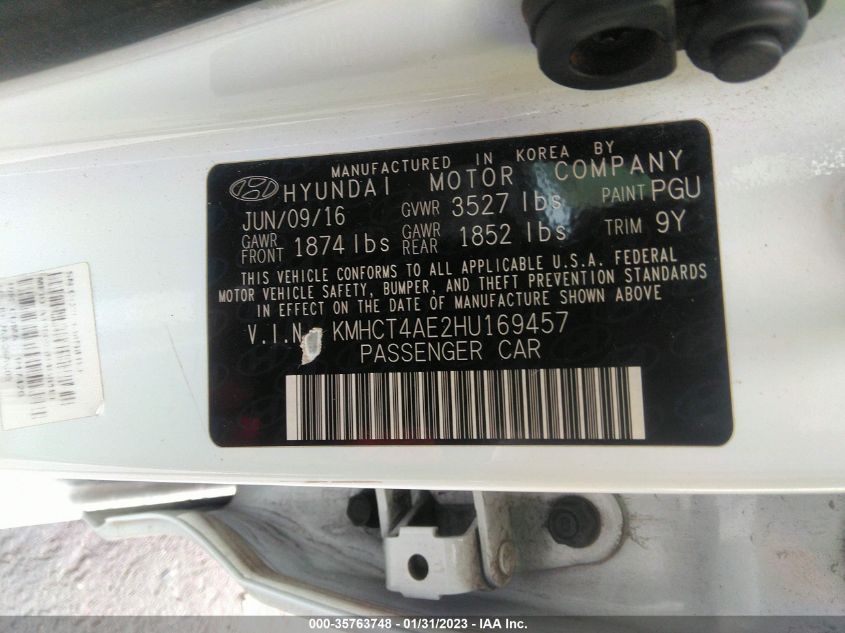 MANUFACTURED IN KOREA BY
HYUNDAI MOTOR COMPANY
JUN/09/16 GVWR 3527 lbs PAINT PGU
GAWR FRONT 1874 lbs GAWR REAR 1852 lbs TRIM 9Y
THIS VEHICLE CONFORMS TO ALL APPLICABLE U.S.A. FEDERAL
MOTOR VEHICLE SAFETY, BUMPER, AND THEFT PREVENTION STANDARDS
IN EFFECT ON THE DATE OF MANUFACTURE SHOWN ABOVE
V.I.N KMHCT4AE2HU169457
PASSENGER CAR
000-35763748 - 01/31/2023 - IAA Inc.